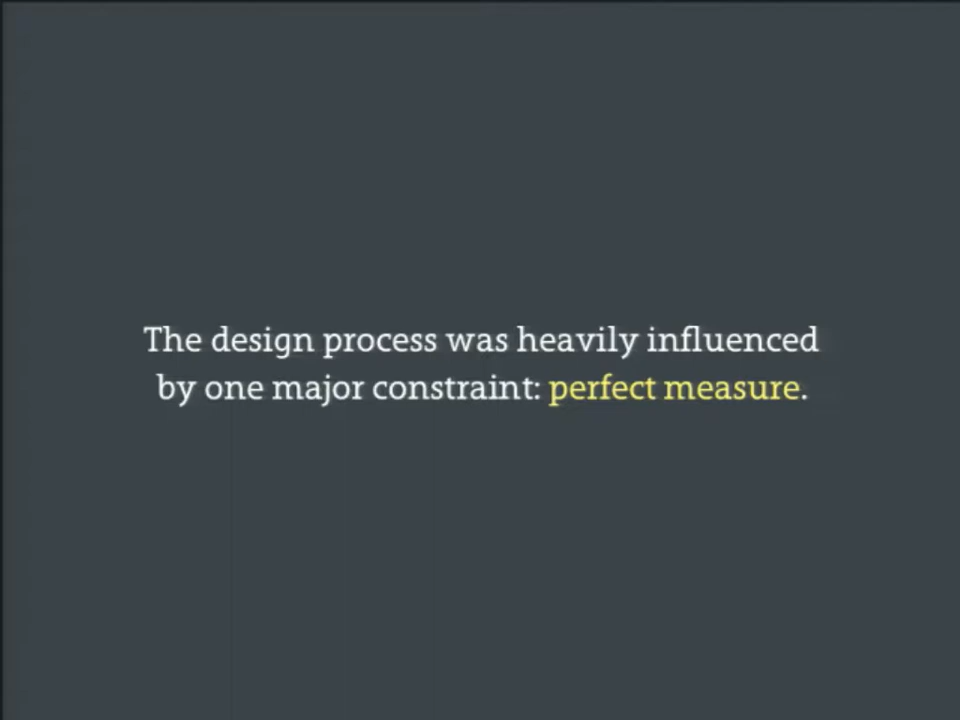 The design process was heavily influenced
by one major constraint: perfect measure.